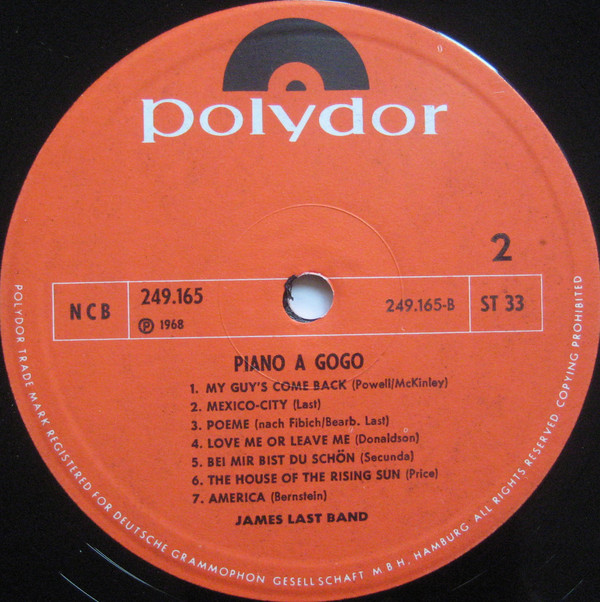 polydor
2
NCB
249.165
℗ 1968
249.165-B
ST 33
PIANO A GOGO
1. MY GUY'S COME BACK (Powell/McKinley)
2. MEXICO-CITY (Last)
3. POEME (nach Fibich/Bearb. Last)
4. LOVE ME OR LEAVE ME (Donaldson)
5. BEI MIR BIST DU SCHÖN (Secunda)
6. THE HOUSE OF THE RISING SUN (Price)
7. AMERICA (Bernstein)
JAMES LAST BAND
POLYDOR TRADE MARK REGISTERED FOR DEUTSCHE GRAMMOPHON GESELLSCHAFT M B H. HAMBURG ALL RIGHTS RESERVED COPYING PROHIBITED